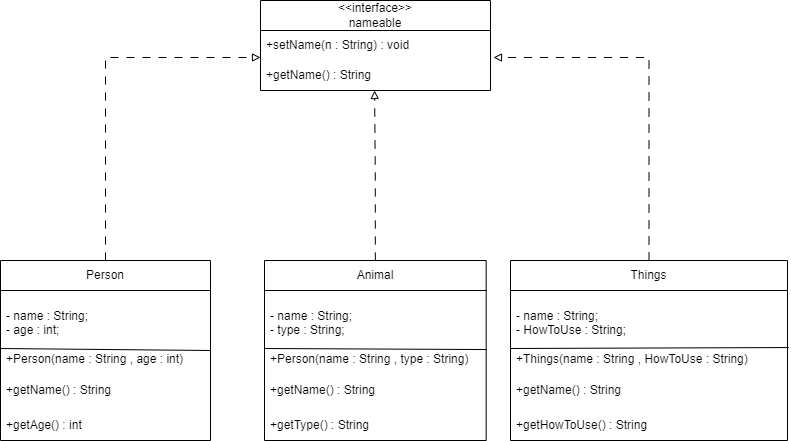 <<interface>>
nameable
+setName(n : String) : void
+getName() : String
Person
- name : String;
- age : int;
+Person(name : String , age : int)
+getName() : String
+getAge() : int
Animal
- name : String;
- type : String;
+Person(name : String , type : String)
+getName() : String
+getType() : String
Things
- name : String;
- HowToUse : String;
+Things(name : String , HowToUse : String)
+getName() : String
+getHowToUse() : String